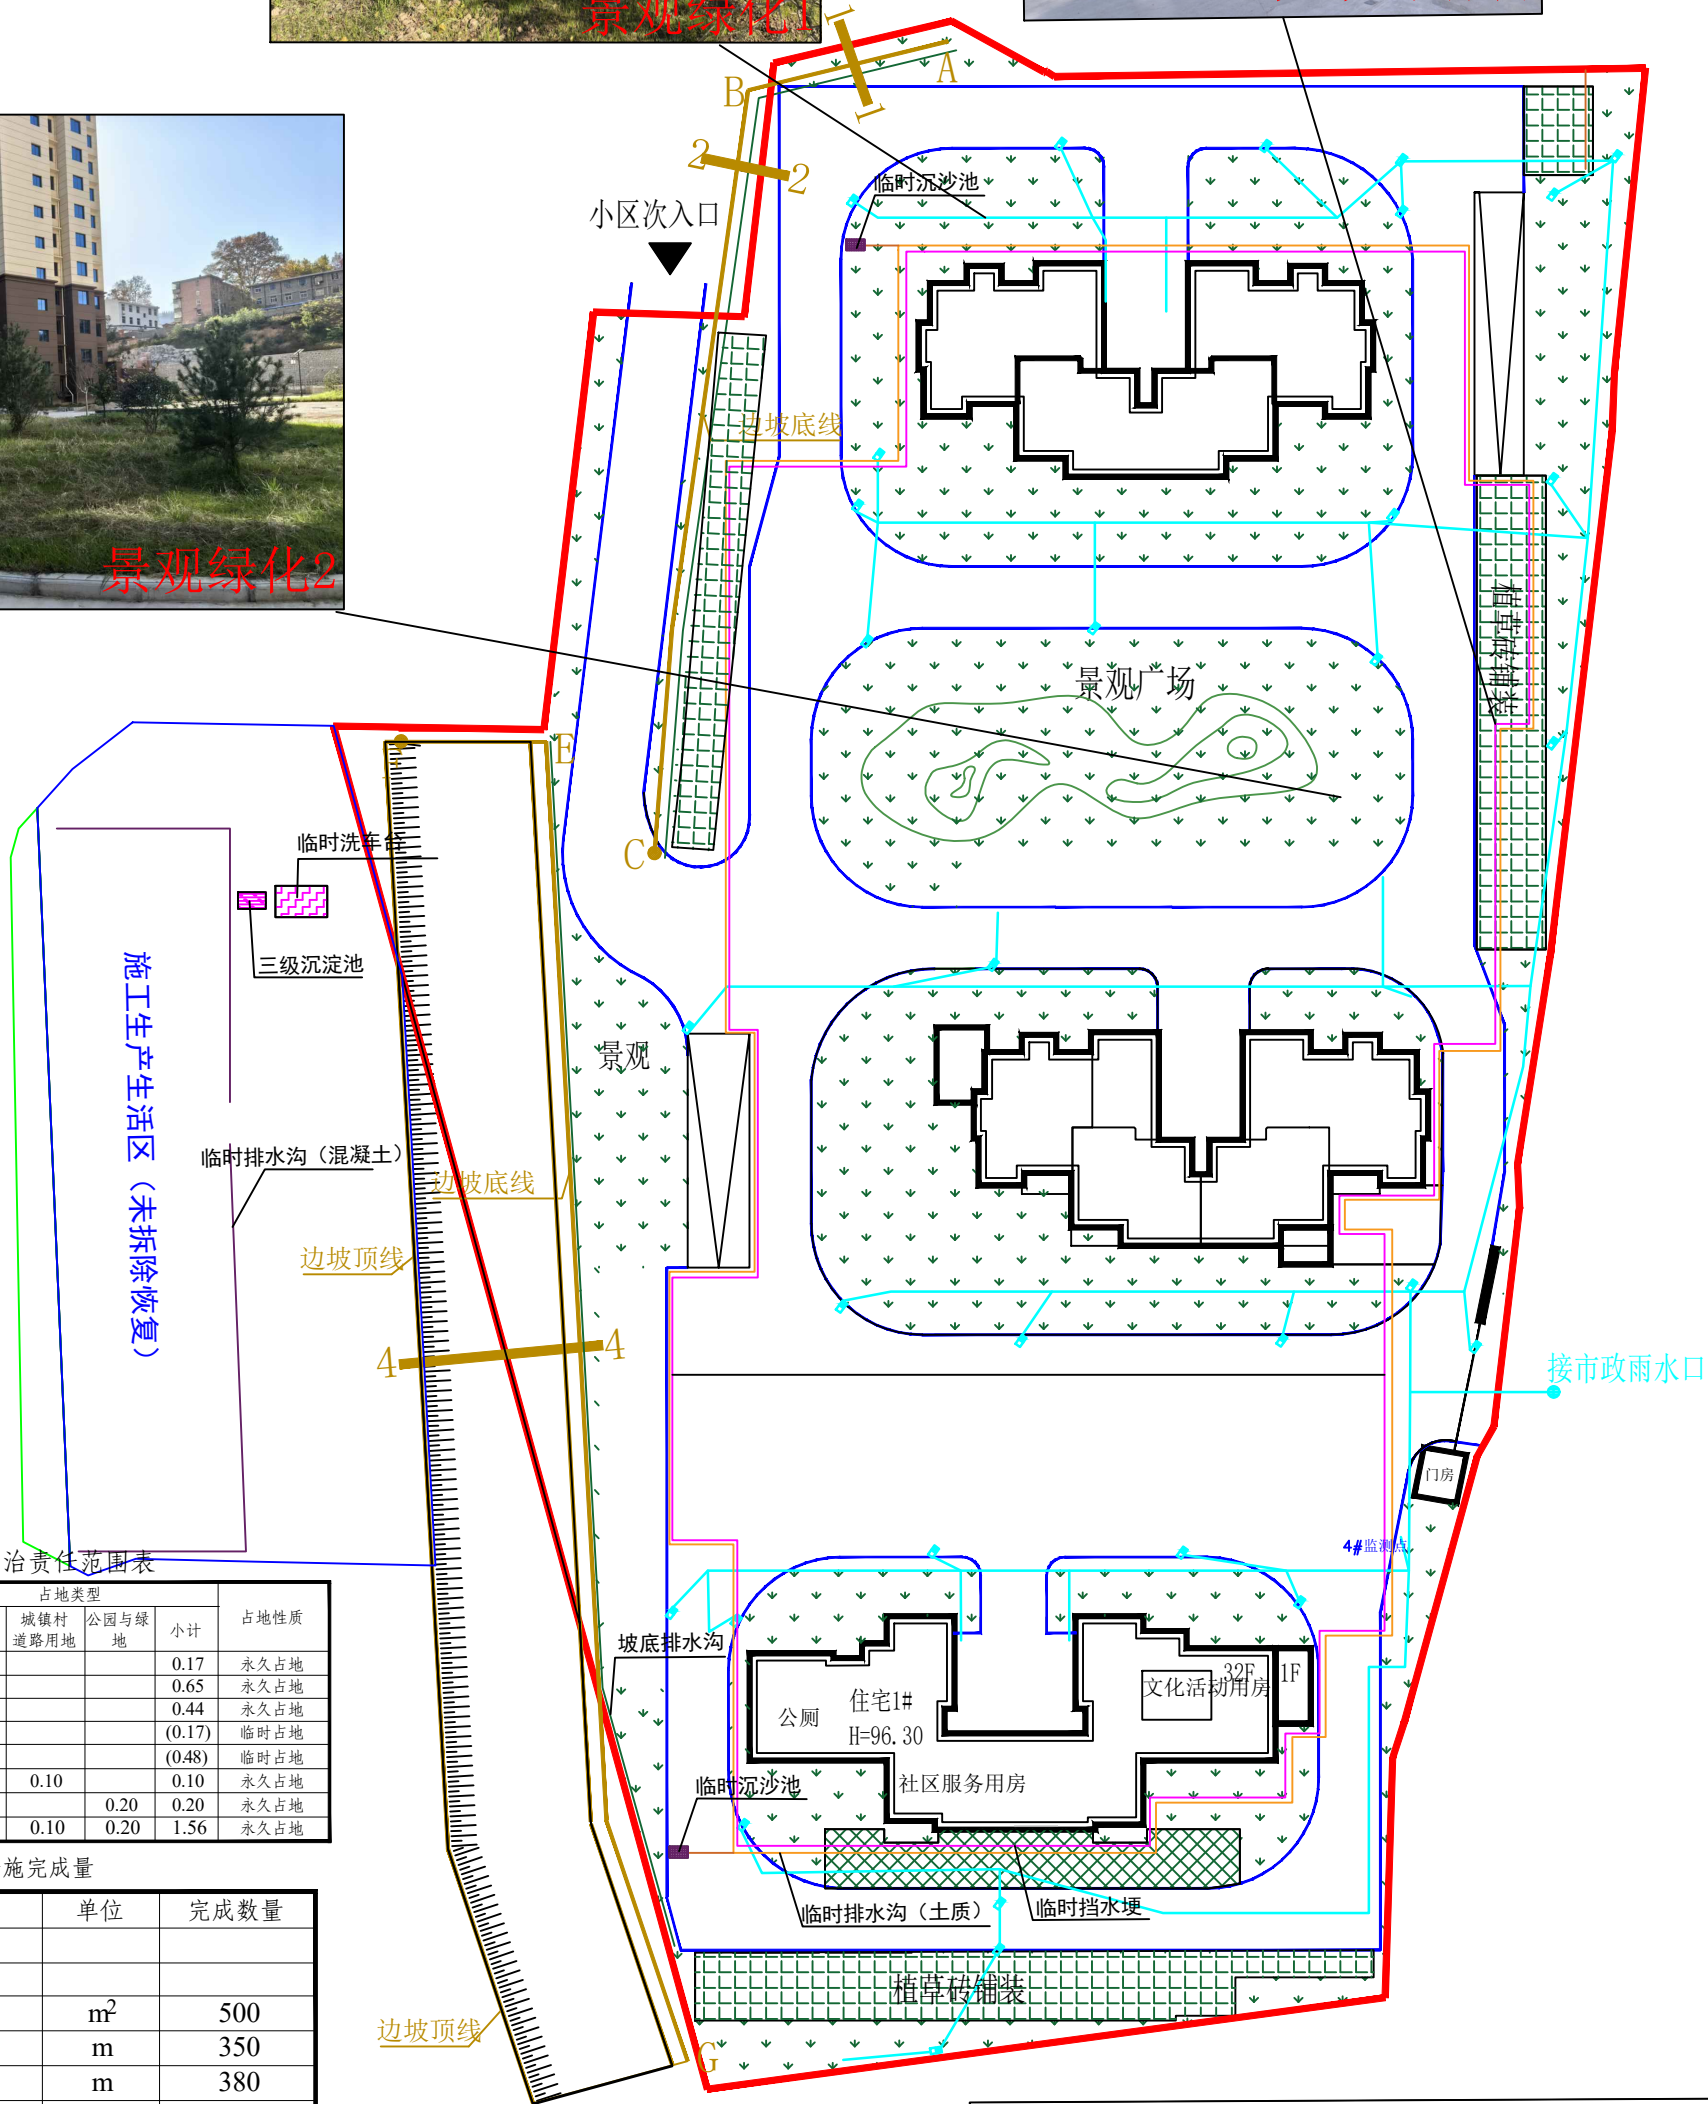 景观绿化1
A
B
1
1
2
2
临时沉沙池
小区次入口
边坡底线
景观绿化2
植草砖铺装
景观广场
E
C
临时洗车台
三级沉淀池
施工生产生活区（未拆除恢复）
景观
临时排水沟（混凝土）
边坡底线
边坡顶线
4
4
接市政雨水口
门房
4#监测点
治责任范围表
占地类型
城镇村道路用地 公园与绿地 小计 占地性质
0.17 永久占地
0.65 永久占地
0.44 永久占地
(0.17) 临时占地
(0.48) 临时占地
0.10 0.10 永久占地
0.20 0.20 永久占地
0.10 0.20 1.56 永久占地
坡底排水沟
公厕
住宅1#
H=96.30
文化活动用房
32F
1F
社区服务用房
临时沉沙池
临时排水沟（土质）
临时挡水埂
植草砖铺装
施完成量
单位 完成数量
m² 500
m 350
m 380
边坡顶线
G